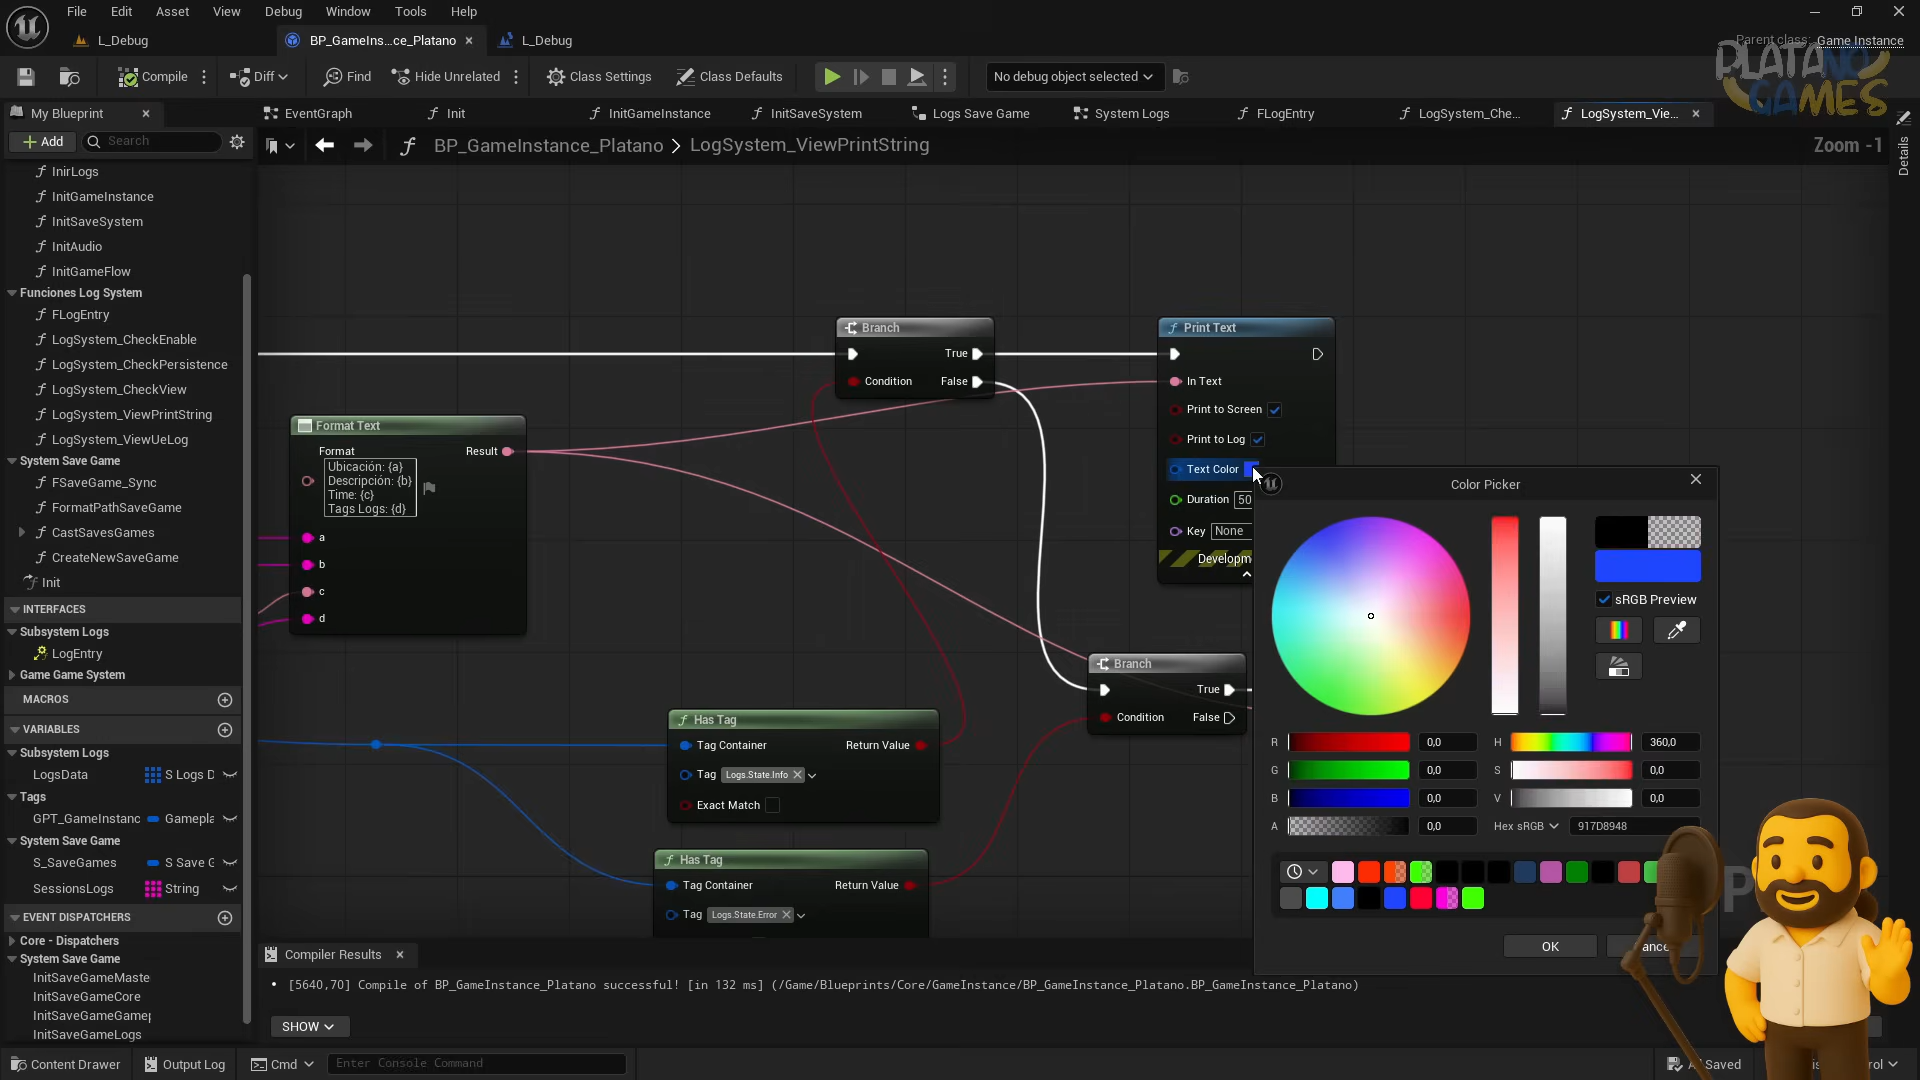 File Edit Asset View Debug Window Tools Help
L_Debug BP_GameIns...ce_Platano L_Debug
Parent class: Game Instance
PLATANO GAMES
Compile Diff Find Hide Unrelated Class Settings Class Defaults No debug object selected
My Blueprint EventGraph Init InitGameInstance InitSaveSystem Logs Save Game System Logs FLogEntry LogSystem_Che... LogSystem_Vie...
Add Search
BP_GameInstance_Platano > LogSystem_ViewPrintString Zoom -1
Details
InirLogs
InitGameInstance
InitSaveSystem
InitAudio
InitGameFlow
Funciones Log System
FLogEntry
LogSystem_CheckEnable
LogSystem_CheckPersistence
LogSystem_CheckView
LogSystem_ViewPrintString
LogSystem_ViewUeLog
System Save Game
FSaveGame_Sync
FormatPathSaveGame
CastSavesGames
CreateNewSaveGame
Init
INTERFACES
Subsystem Logs
LogEntry
Game Game System
MACROS
VARIABLES
Subsystem Logs
LogsData S Logs D
Tags
GPT_GameInstanc Gamepla
System Save Game
S_SaveGames S Save G
SessionsLogs String
EVENT DISPATCHERS
Core - Dispatchers
System Save Game
InitSaveGameMaste
InitSaveGameCore
InitSaveGameGamep
InitSaveGameLogs
Format Text
Format Result
Ubicación: {a}
Descripción: {b}
Time: {c}
Tags Logs: {d}
a
b
c
d
Branch
True
Condition False
Print Text
In Text
Print to Screen
Print to Log
Text Color
Duration 50
Key None
Developm
Branch
True
Condition False
Has Tag
Tag Container Return Value
Tag Logs.State.Info
Exact Match
Has Tag
Tag Container Return Value
Tag Logs.State.Error
Color Picker
sRGB Preview
R 0,0 H 360,0
G 0,0 S 0,0
B 0,0 V 0,0
A 0,0 Hex sRGB 917D8948
OK
Compiler Results
[5640,70] Compile of BP_GameInstance_Platano successful! [in 132 ms] (/Game/Blueprints/Core/GameInstance/BP_GameInstance_Platano.BP_GameInstance_Platano)
SHOW
Content Drawer Output Log Cmd Enter Console Command Saved